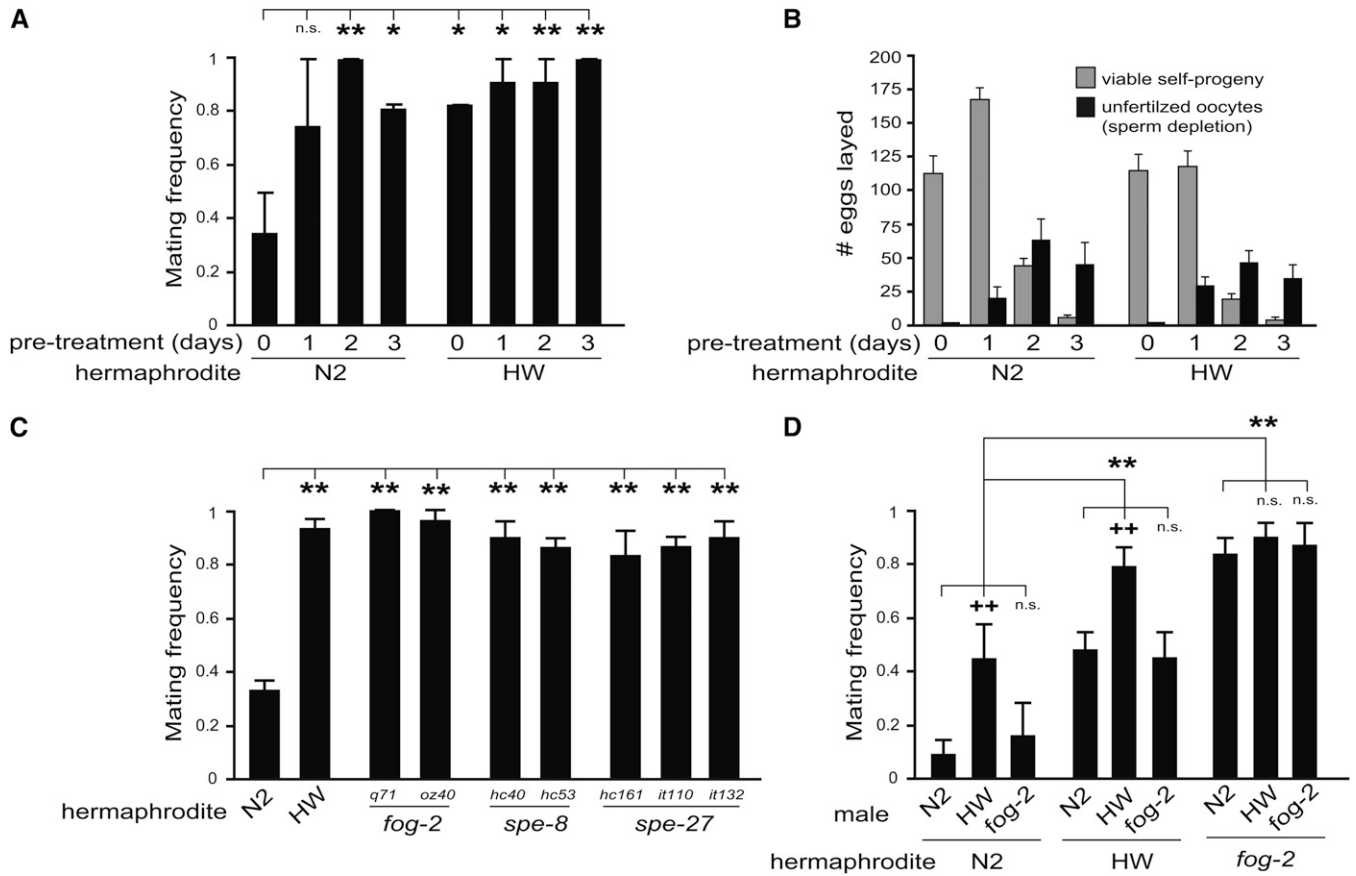 A
n.s. ** * * * ** **
Mating frequency
1
0.8
0.6
0.4
0.2
0
pre-treatment (days) 0 1 2 3 0 1 2 3
hermaphrodite N2 HW
B
200
175
150
125
100
75
50
25
0
# eggs layed
viable self-progeny
unfertilzed oocytes
(sperm depletion)
pre-treatment (days) 0 1 2 3 0 1 2 3
hermaphrodite N2 HW
C
** ** ** ** ** ** ** **
Mating frequency
1
0.8
0.6
0.4
0.2
0
hermaphrodite N2 HW q71 oz40 hc40 hc53 hc161 it110 it132
fog-2 spe-8 spe-27
D
**
**
n.s. n.s.
++ n.s.
++ n.s.
Mating frequency
1
0.8
0.6
0.4
0.2
0
male N2 HW fog-2 N2 HW fog-2 N2 HW fog-2
hermaphrodite N2 HW fog-2